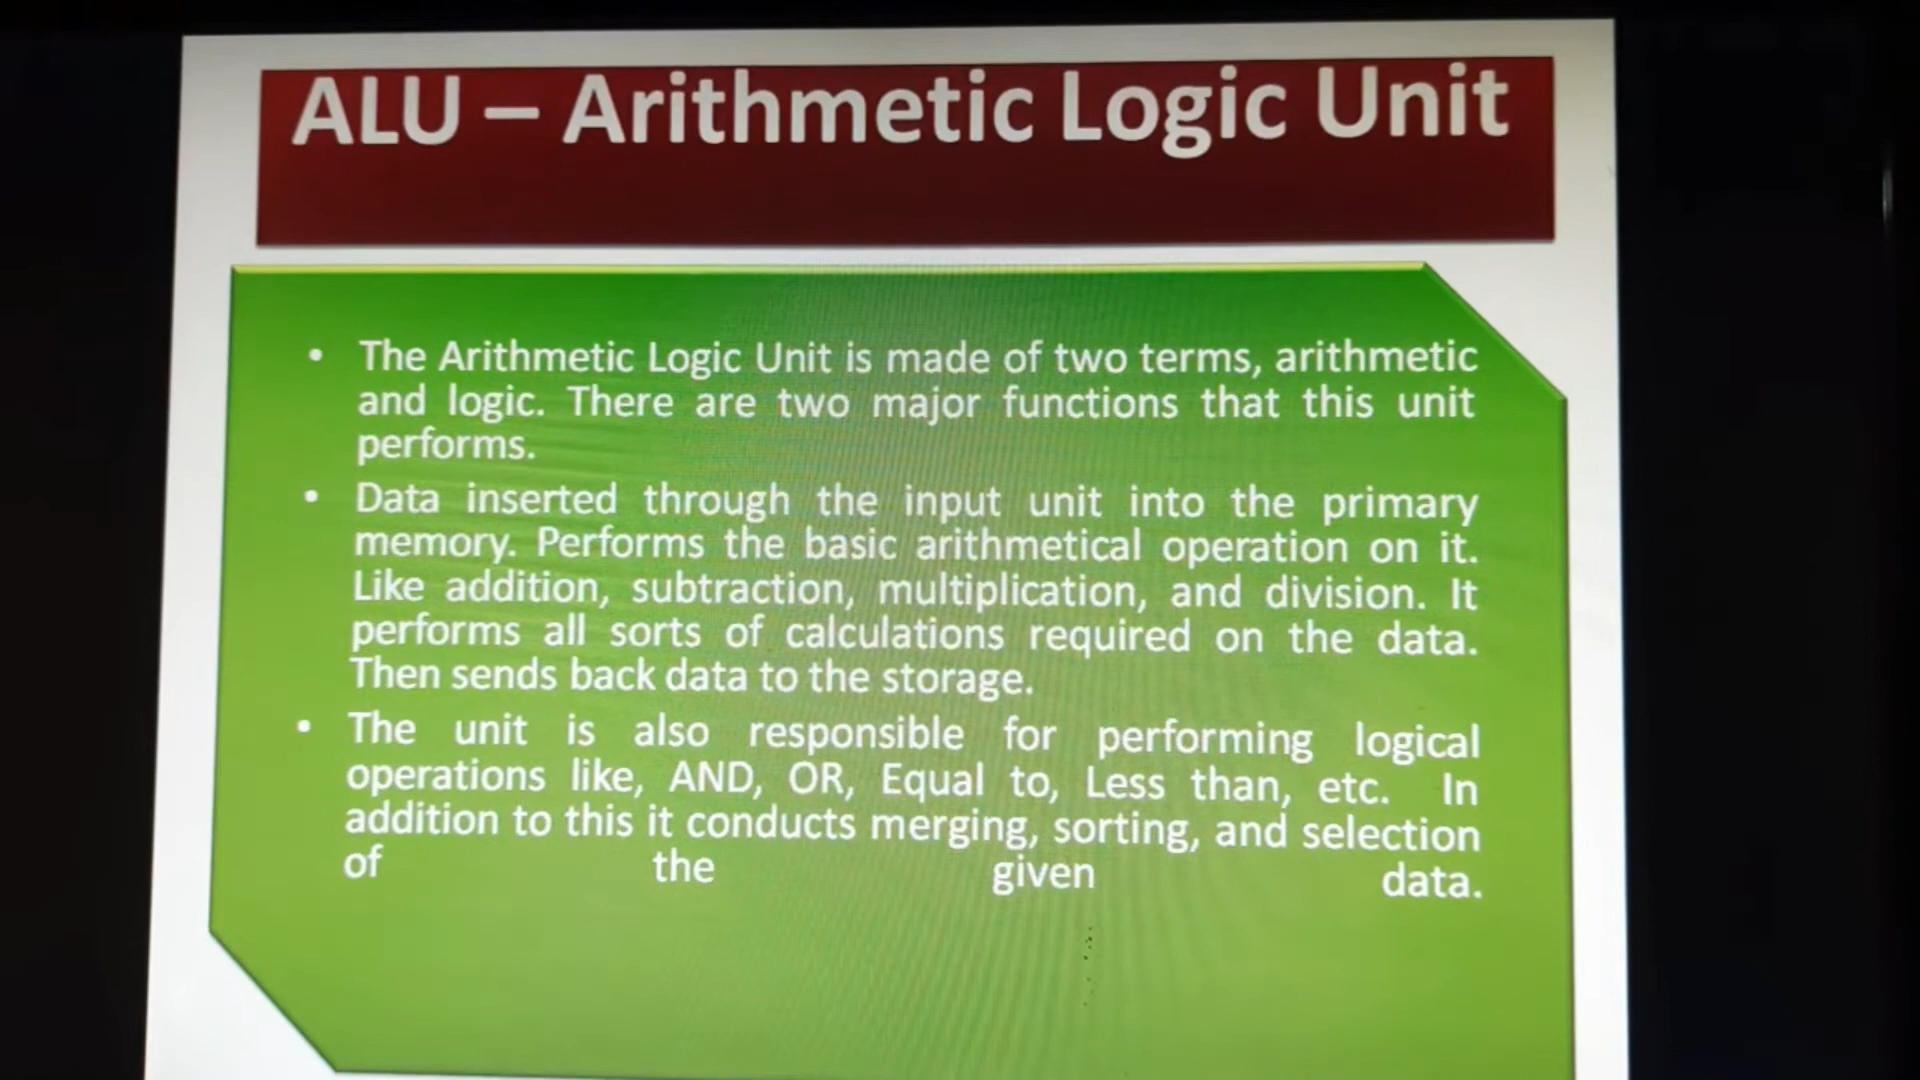 ALU – Arithmetic Logic Unit
• The Arithmetic Logic Unit is made of two terms, arithmetic
and logic. There are two major functions that this unit
performs.
• Data inserted through the input unit into the primary
memory. Performs the basic arithmetical operation on it.
Like addition, subtraction, multiplication, and division. It
performs all sorts of calculations required on the data.
Then sends back data to the storage.
• The unit is also responsible for performing logical
operations like, AND, OR, Equal to, Less than, etc. In
addition to this it conducts merging, sorting, and selection
of the given data.